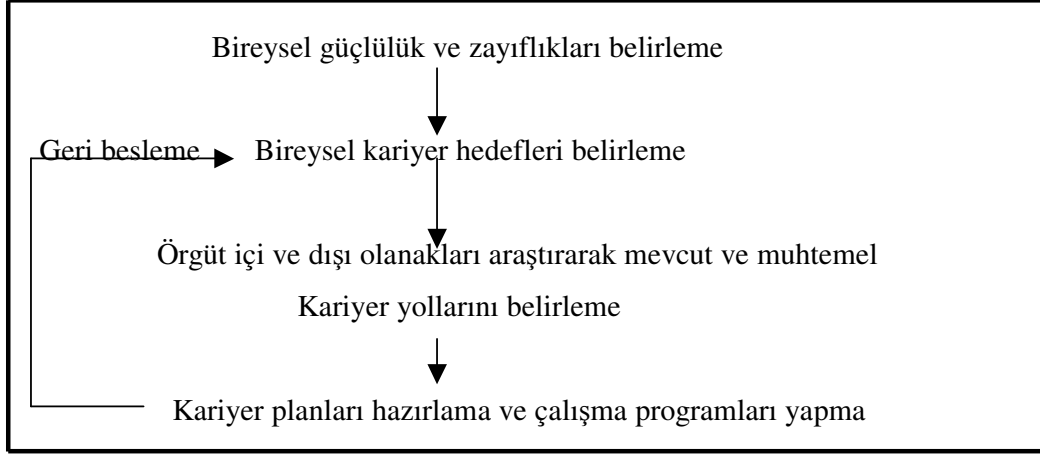 Bireysel güçlülük ve zayıflıkları belirleme
Geri besleme Bireysel kariyer hedefleri belirleme
Örgüt içi ve dışı olanakları araştırarak mevcut ve muhtemel
Kariyer yollarını belirleme
Kariyer planları hazırlama ve çalışma programları yapma